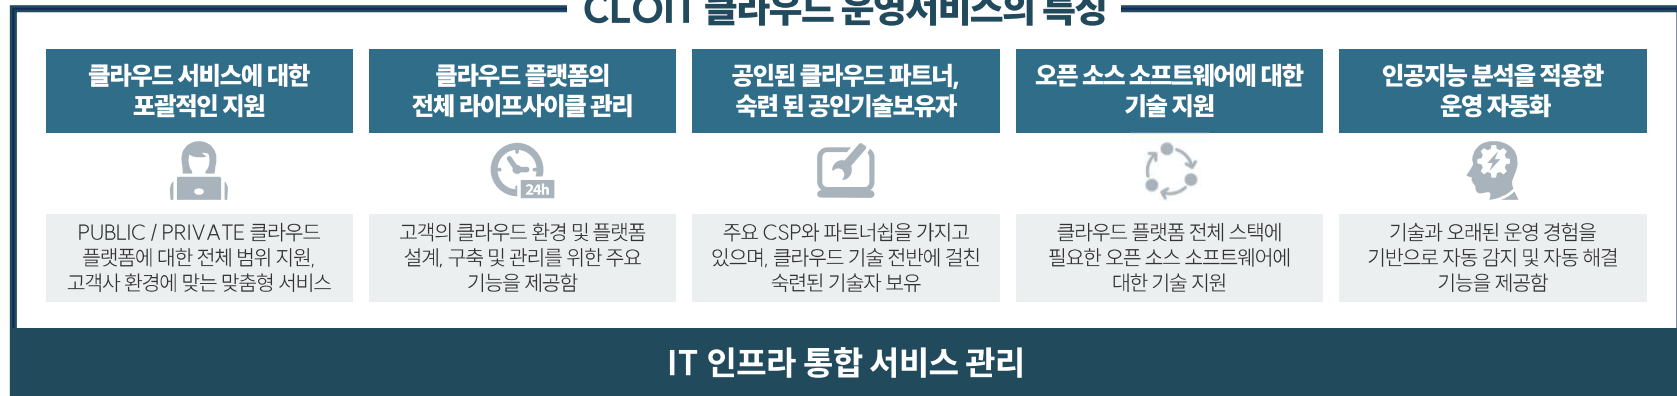 CLOIT 클라우드 운영서비스의 특징
클라우드 서비스에 대한
포괄적인 지원
클라우드 플랫폼의
전체 라이프사이클 관리
공인된 클라우드 파트너,
숙련 된 공인기술보유자
오픈 소스 소프트웨어에 대한
기술 지원
인공지능 분석을 적용한
운영 자동화
24h
PUBLIC / PRIVATE 클라우드
플랫폼에 대한 전체 범위 지원,
고객사 환경에 맞는 맞춤형 서비스
고객의 클라우드 환경 및 플랫폼
설계, 구축 및 관리를 위한 주요
기능을 제공함
주요 CSP와 파트너쉽을 가지고
있으며, 클라우드 기술 전반에 걸친
숙련된 기술자 보유
클라우드 플랫폼 전체 스택에
필요한 오픈 소스 소프트웨어에
대한 기술 지원
기술과 오래된 운영 경험을
기반으로 자동 감지 및 자동 해결
기능을 제공함
IT 인프라 통합 서비스 관리